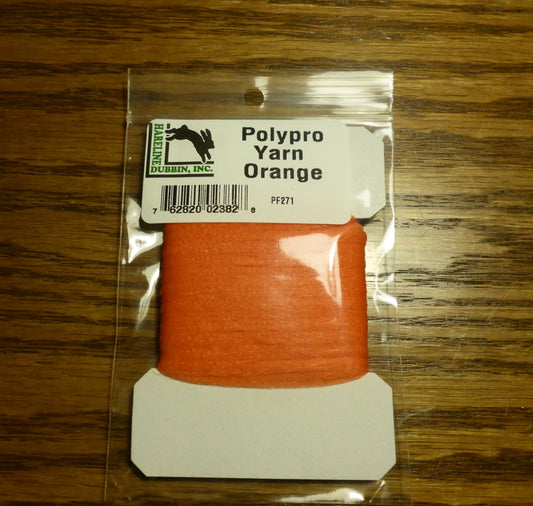 HARELINE
DUBBIN, INC.
Polypro
Yarn
Orange
7 62820 02382 8
PF271